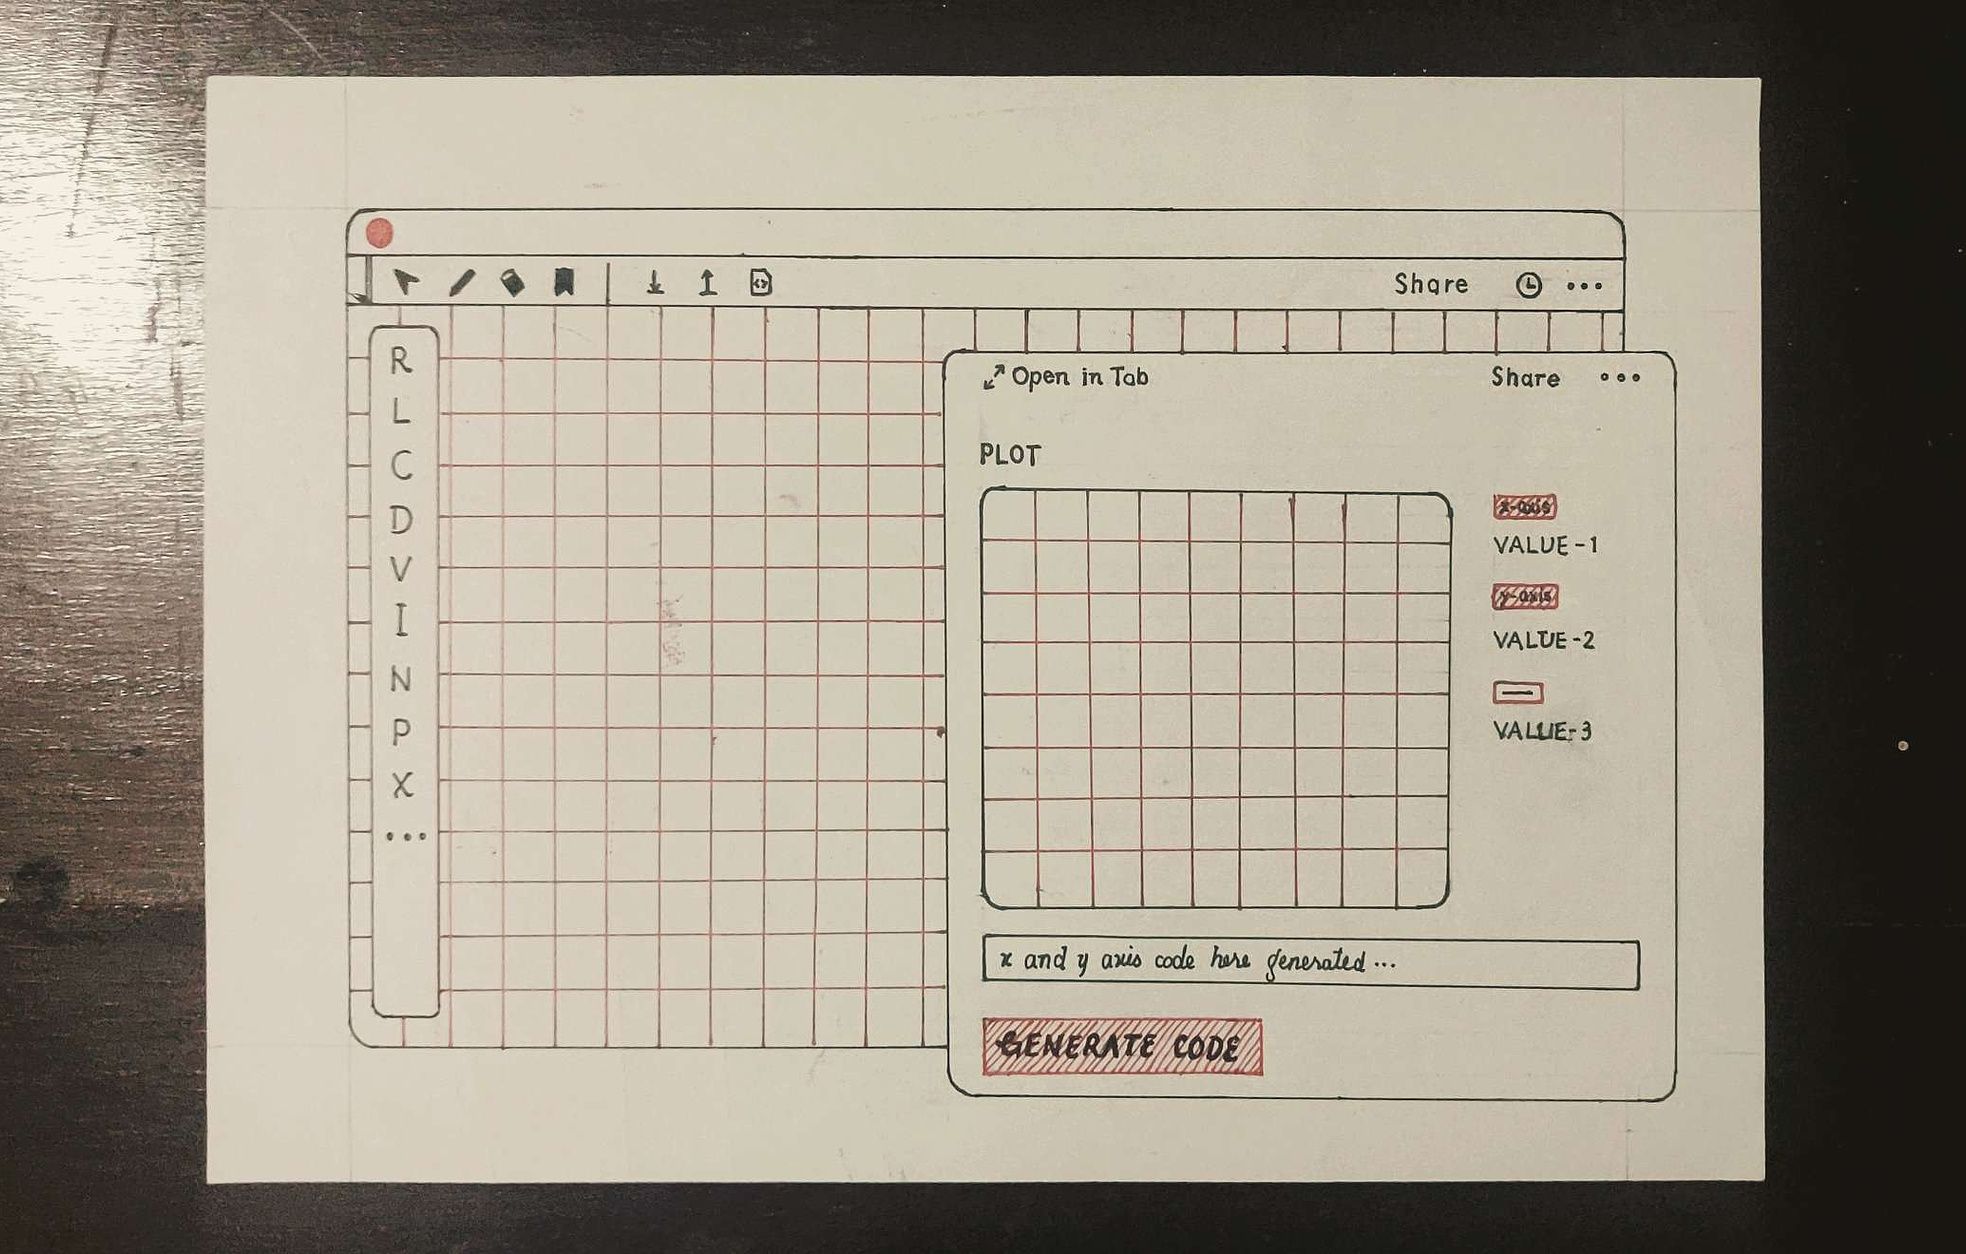 Share
R
L
C
D
V
I
N
P
X
...
Open in Tab
Share
PLOT
x-axis
VALUE-1
y-axis
VALUE-2
VALUE-3
x and y axis code here generated...
GENERATE CODE